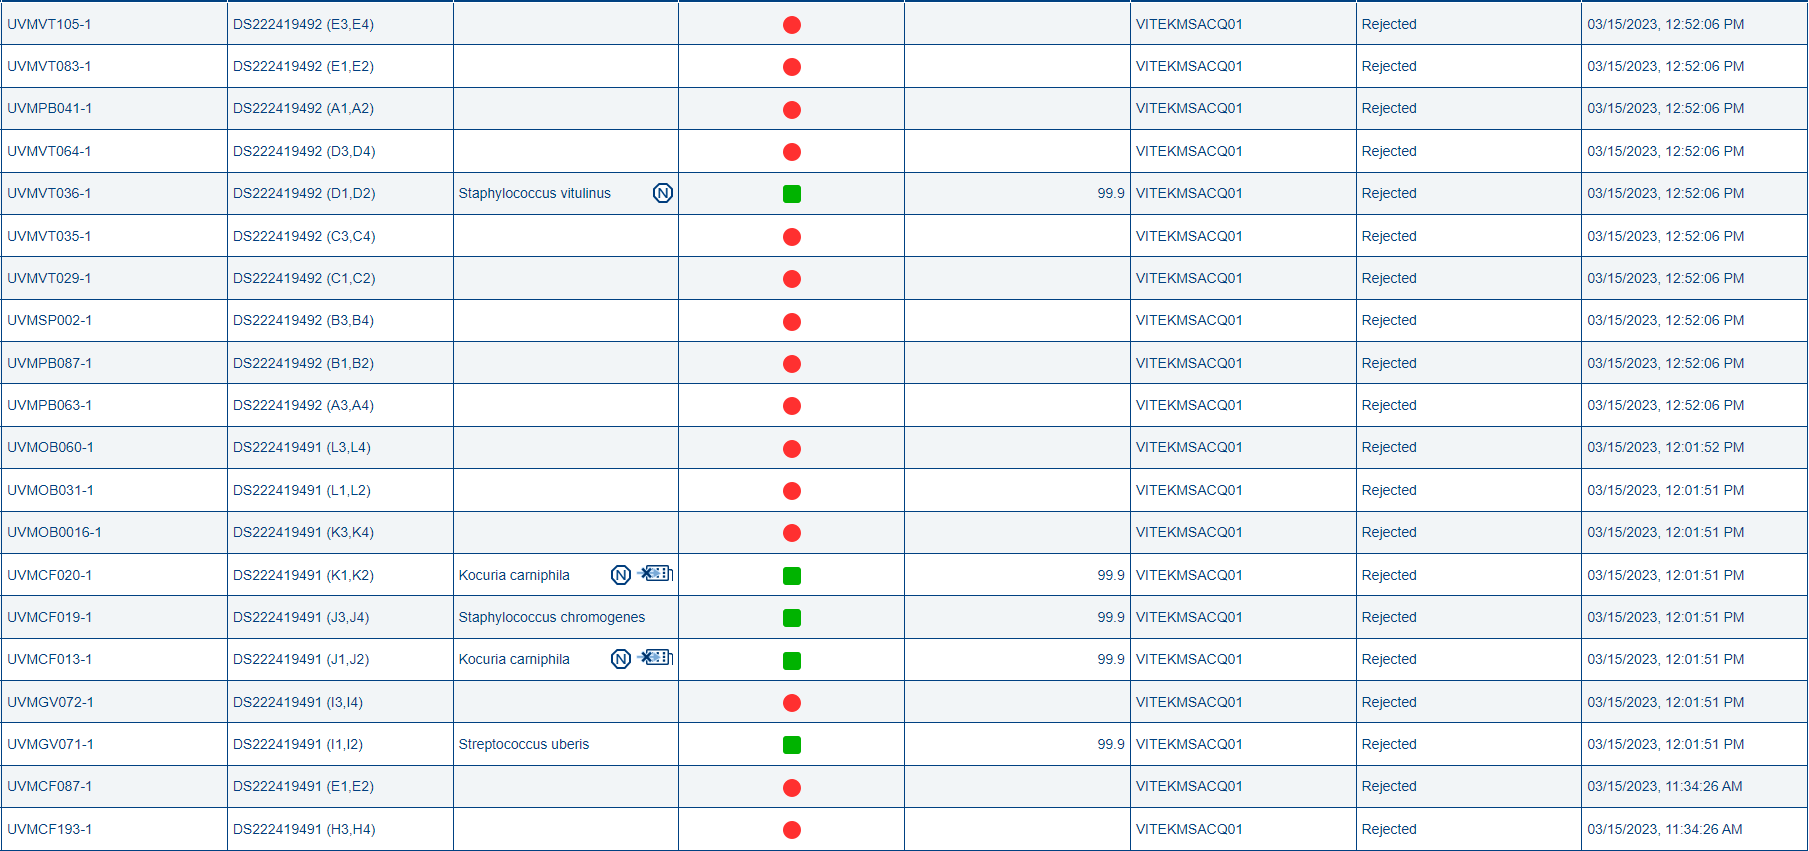 UVMVT105-1 DS222419492 (E3,E4) VITEKMSACQ01 Rejected 03/15/2023, 12:52:06 PM
UVMVT083-1 DS222419492 (E1,E2) VITEKMSACQ01 Rejected 03/15/2023, 12:52:06 PM
UVMPB041-1 DS222419492 (A1,A2) VITEKMSACQ01 Rejected 03/15/2023, 12:52:06 PM
UVMVT064-1 DS222419492 (D3,D4) VITEKMSACQ01 Rejected 03/15/2023, 12:52:06 PM
UVMVT036-1 DS222419492 (D1,D2) Staphylococcus vitulinus N 99.9 VITEKMSACQ01 Rejected 03/15/2023, 12:52:06 PM
UVMVT035-1 DS222419492 (C3,C4) VITEKMSACQ01 Rejected 03/15/2023, 12:52:06 PM
UVMVT029-1 DS222419492 (C1,C2) VITEKMSACQ01 Rejected 03/15/2023, 12:52:06 PM
UVMSP002-1 DS222419492 (B3,B4) VITEKMSACQ01 Rejected 03/15/2023, 12:52:06 PM
UVMPB087-1 DS222419492 (B1,B2) VITEKMSACQ01 Rejected 03/15/2023, 12:52:06 PM
UVMPB063-1 DS222419492 (A3,A4) VITEKMSACQ01 Rejected 03/15/2023, 12:52:06 PM
UVMOB060-1 DS222419491 (L3,L4) VITEKMSACQ01 Rejected 03/15/2023, 12:01:52 PM
UVMOB031-1 DS222419491 (L1,L2) VITEKMSACQ01 Rejected 03/15/2023, 12:01:51 PM
UVMOB0016-1 DS222419491 (K3,K4) VITEKMSACQ01 Rejected 03/15/2023, 12:01:51 PM
UVMCF020-1 DS222419491 (K1,K2) Kocuria carniphila N 99.9 VITEKMSACQ01 Rejected 03/15/2023, 12:01:51 PM
UVMCF019-1 DS222419491 (J3,J4) Staphylococcus chromogenes 99.9 VITEKMSACQ01 Rejected 03/15/2023, 12:01:51 PM
UVMCF013-1 DS222419491 (J1,J2) Kocuria carniphila N 99.9 VITEKMSACQ01 Rejected 03/15/2023, 12:01:51 PM
UVMGV072-1 DS222419491 (I3,I4) VITEKMSACQ01 Rejected 03/15/2023, 12:01:51 PM
UVMGV071-1 DS222419491 (I1,I2) Streptococcus uberis 99.9 VITEKMSACQ01 Rejected 03/15/2023, 12:01:51 PM
UVMCF087-1 DS222419491 (E1,E2) VITEKMSACQ01 Rejected 03/15/2023, 11:34:26 AM
UVMCF193-1 DS222419491 (H3,H4) VITEKMSACQ01 Rejected 03/15/2023, 11:34:26 AM